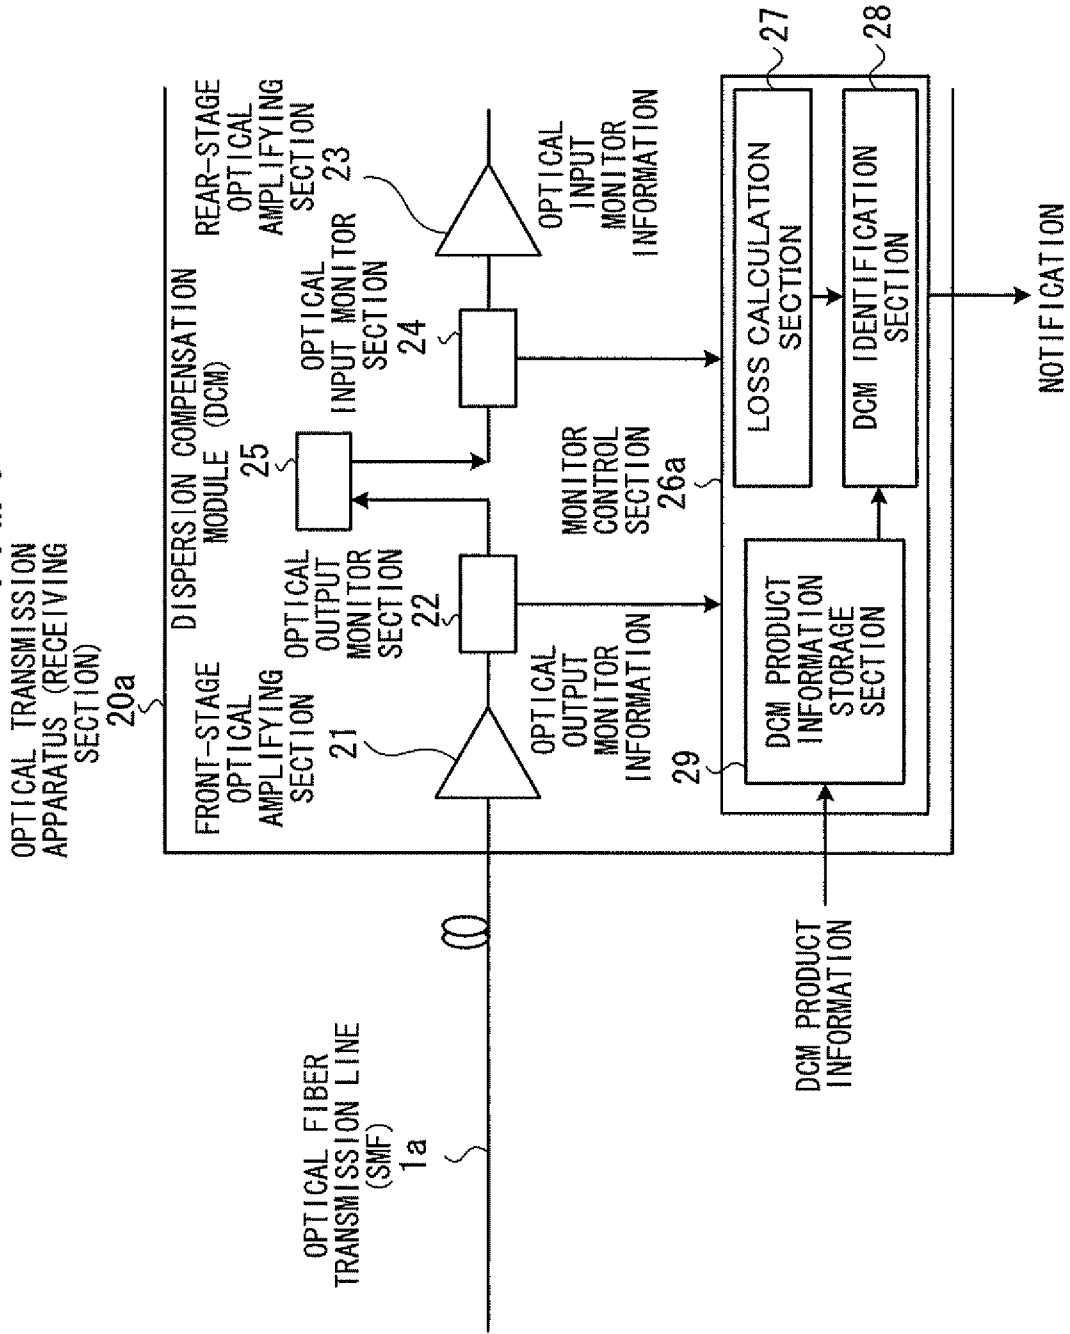 OPTICAL TRANSMISSION
APPARATUS (RECEIVING
SECTION)
20a
FRONT-STAGE
OPTICAL
AMPLIFYING
SECTION
21
DISPERSION COMPENSATION
MODULE (DCM)
25
REAR-STAGE
OPTICAL
AMPLIFYING
SECTION
23
OPTICAL
OUTPUT
MONITOR
SECTION
22
OPTICAL
INPUT MONITOR
SECTION
24
OPTICAL FIBER
TRANSMISSION LINE
(SMF)
1a
OPTICAL
OUTPUT
MONITOR
INFORMATION
MONITOR
CONTROL
SECTION
26a
OPTICAL
INPUT
MONITOR
INFORMATION
29
DCM PRODUCT
INFORMATION
STORAGE
SECTION
LOSS CALCULATION
SECTION
27
DCM IDENTIFICATION
SECTION
28
DCM PRODUCT
INFORMATION
NOTIFICATION